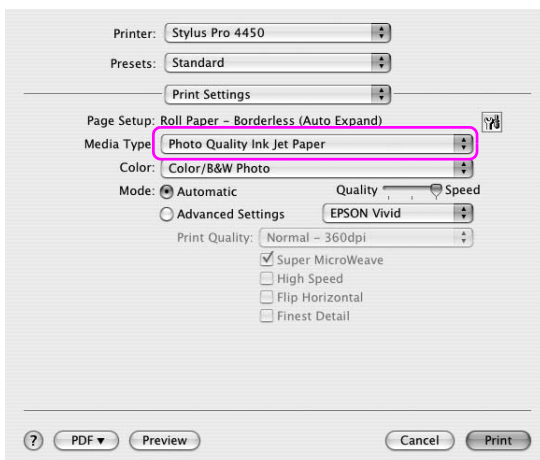 Printer: Stylus Pro 4450
Presets: Standard
Print Settings
Page Setup: Roll Paper – Borderless (Auto Expand)
Media Type Photo Quality Ink Jet Paper
Color: Color/B&W Photo
Mode: Automatic Quality Speed
Advanced Settings EPSON Vivid
Print Quality: Normal – 360dpi
Super MicroWeave
High Speed
Flip Horizontal
Finest Detail
? PDF▼ Preview Cancel Print